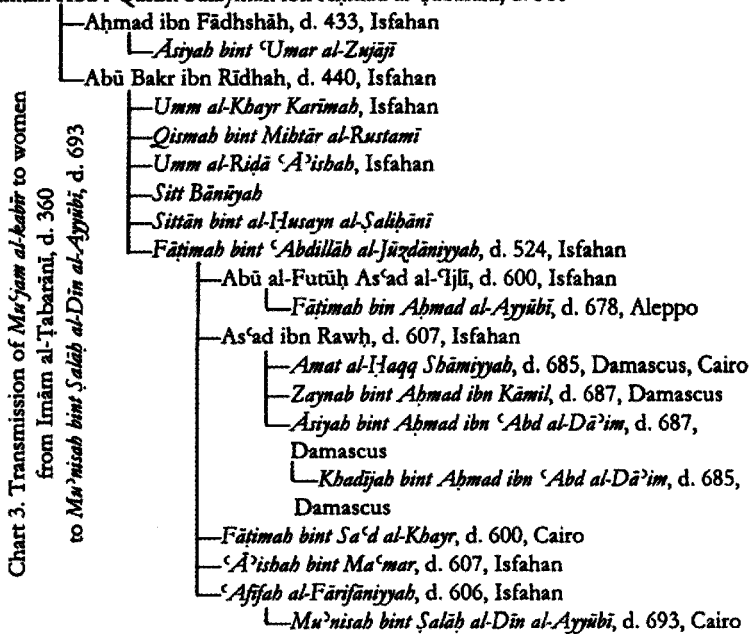 Aḥmad ibn Fādhshāh, d. 433, Isfahan
Āsiyah bint ʿUmar al-Zujājī
Abū Bakr ibn Rīdhah, d. 440, Isfahan
Umm al-Khayr Karīmah, Isfahan
Qismah bint Mihtār al-Rustamī
Umm al-Riḍā ʿĀʾishah, Isfahan
Sitt Bānūyah
Sittān bint al-Ḥusayn al-Ṣaliḥānī
Fāṭimah bint ʿAbdillāh al-Jūzdāniyyah, d. 524, Isfahan
Abū al-Futūḥ Asʿad al-ʿIjlī, d. 600, Isfahan
Fāṭimah bin Aḥmad al-Ayyūbī, d. 678, Aleppo
Asʿad ibn Rawḥ, d. 607, Isfahan
Amat al-Ḥaqq Shāmiyyah, d. 685, Damascus, Cairo
Zaynab bint Aḥmad ibn Kāmil, d. 687, Damascus
Āsiyah bint Aḥmad ibn ʿAbd al-Dāʾim, d. 687,
Damascus
Khadījah bint Aḥmad ibn ʿAbd al-Dāʾim, d. 685,
Damascus
Fāṭimah bint Saʿd al-Khayr, d. 600, Cairo
ʿĀʾishah bint Maʿmar, d. 607, Isfahan
ʿAfīfah al-Fārifāniyyah, d. 606, Isfahan
Muʾnisah bint Ṣalāḥ al-Dīn al-Ayyūbī, d. 693, Cairo
Chart 3. Transmission of Muʿjam al-kabīr to women
from Imām al-Ṭabarānī, d. 360
to Muʾnisah bint Ṣalāḥ al-Dīn al-Ayyūbī, d. 693